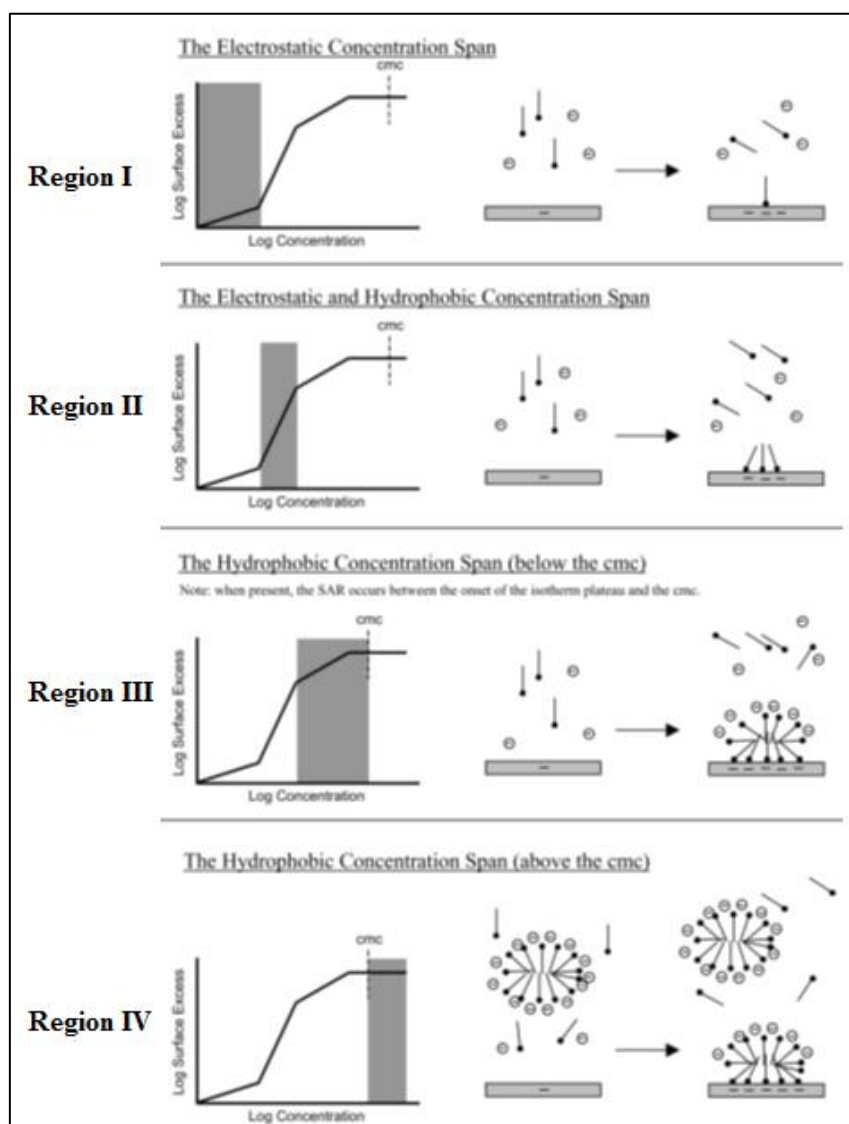 The Electrostatic Concentration Span
cmc
Log Surface Excess
Region I
Log Concentration
The Electrostatic and Hydrophobic Concentration Span
cmc
Log Surface Excess
Region II
Log Concentration
The Hydrophobic Concentration Span (below the cmc)
Note: when present, the SAR occurs between the onset of the isotherm plateau and the cmc.
cmc
Log Surface Excess
Region III
Log Concentration
The Hydrophobic Concentration Span (above the cmc)
cmc
Log Surface Excess
Region IV
Log Concentration